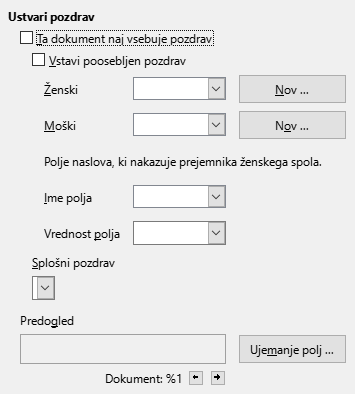 Ustvari pozdrav
Ta dokument naj vsebuje pozdrav
Vstavi poosebljen pozdrav
Ženski
Nov ...
Moški
Nov ...
Polje naslova, ki nakazuje prejemnika ženskega spola.
Ime polja
Vrednost polja
Splošni pozdrav
Predogled
Ujemanje polj ...
Dokument: %1